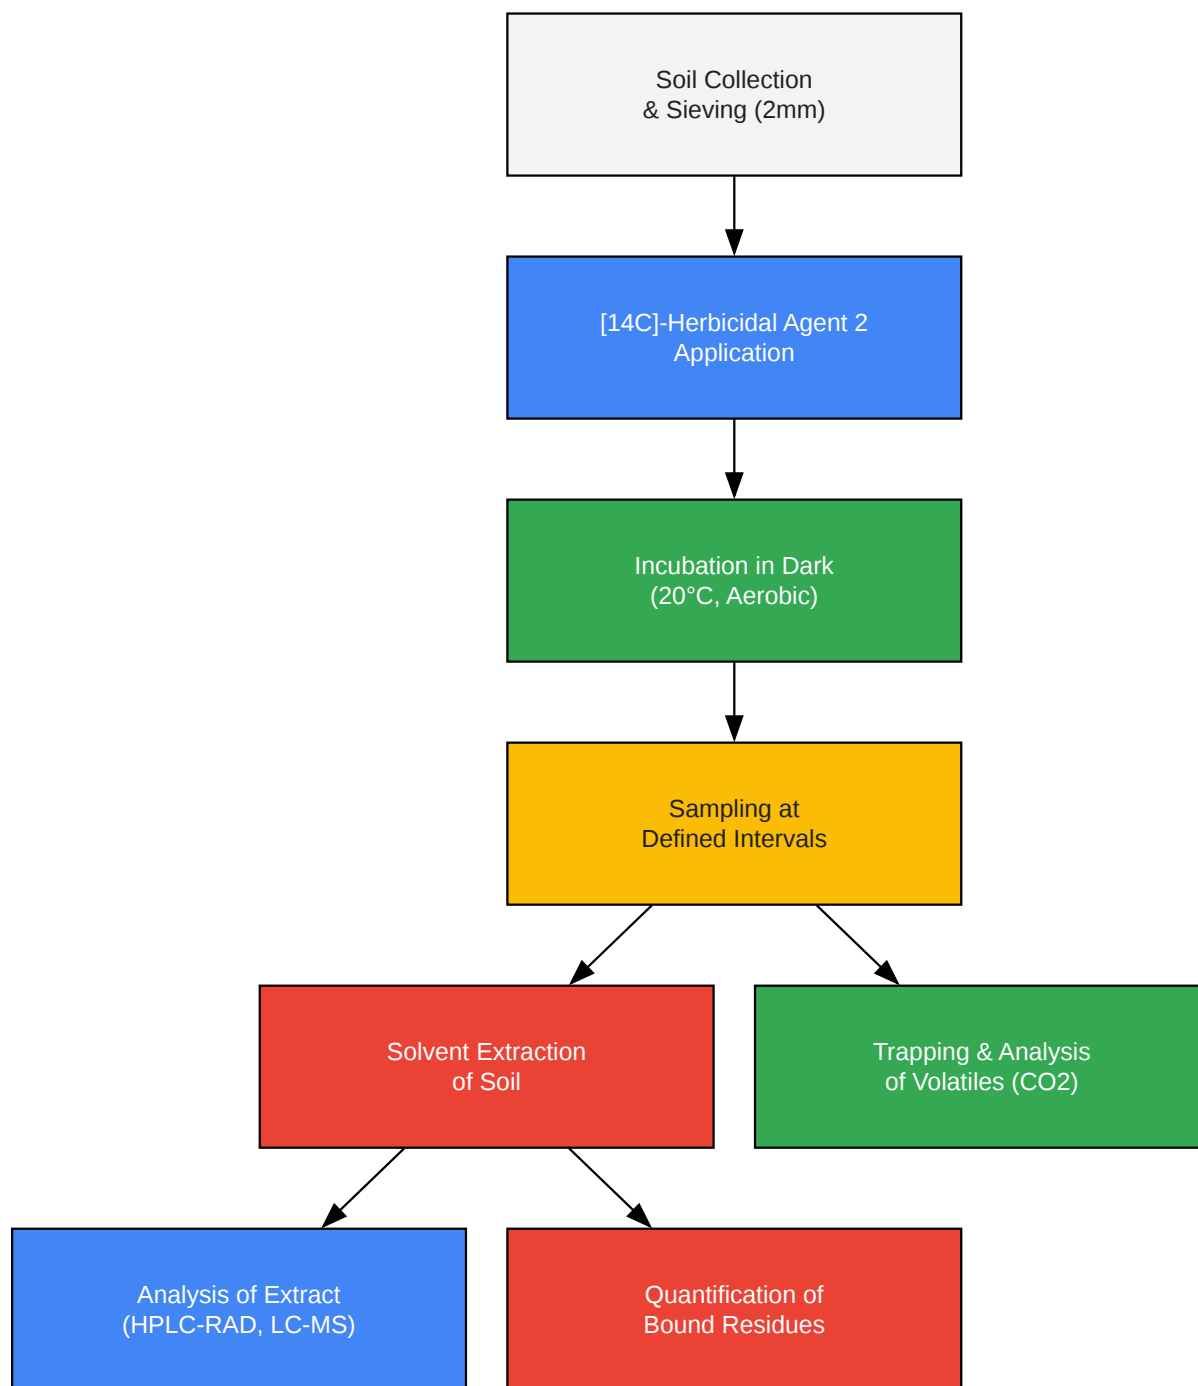 Soil Collection
& Sieving (2mm)
[14C]-Herbicidal Agent 2
Application
Incubation in Dark
(20°C, Aerobic)
Sampling at
Defined Intervals
Solvent Extraction
of Soil
Trapping & Analysis
of Volatiles (CO2)
Analysis of Extract
(HPLC-RAD, LC-MS)
Quantification of
Bound Residues